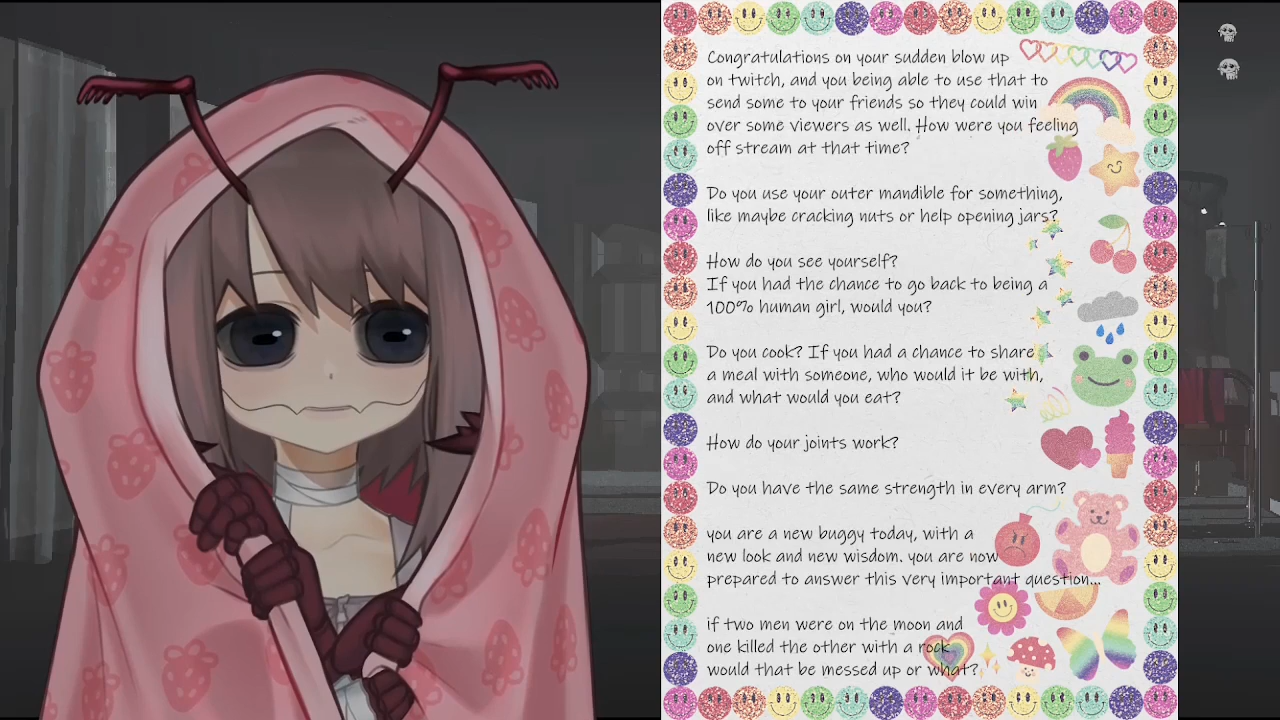 Congratulations on your sudden blow up
on twitch, and you being able to use that to
send some to your friends so they could win
over some viewers as well. How were you feeling
off stream at that time?
Do you use your outer mandible for something,
like maybe cracking nuts or help opening jars?
How do you see yourself?
If you had the chance to go back to being a
100% human girl, would you?
Do you cook? If you had a chance to share
a meal with someone, who would it be with,
and what would you eat?
How do your joints work?
Do you have the same strength in every arm?
you are a new buggy today, with a
new look and new wisdom. you are now
prepared to answer this very important question...
if two men were on the moon and
one killed the other with a rock
would that be messed up or what?